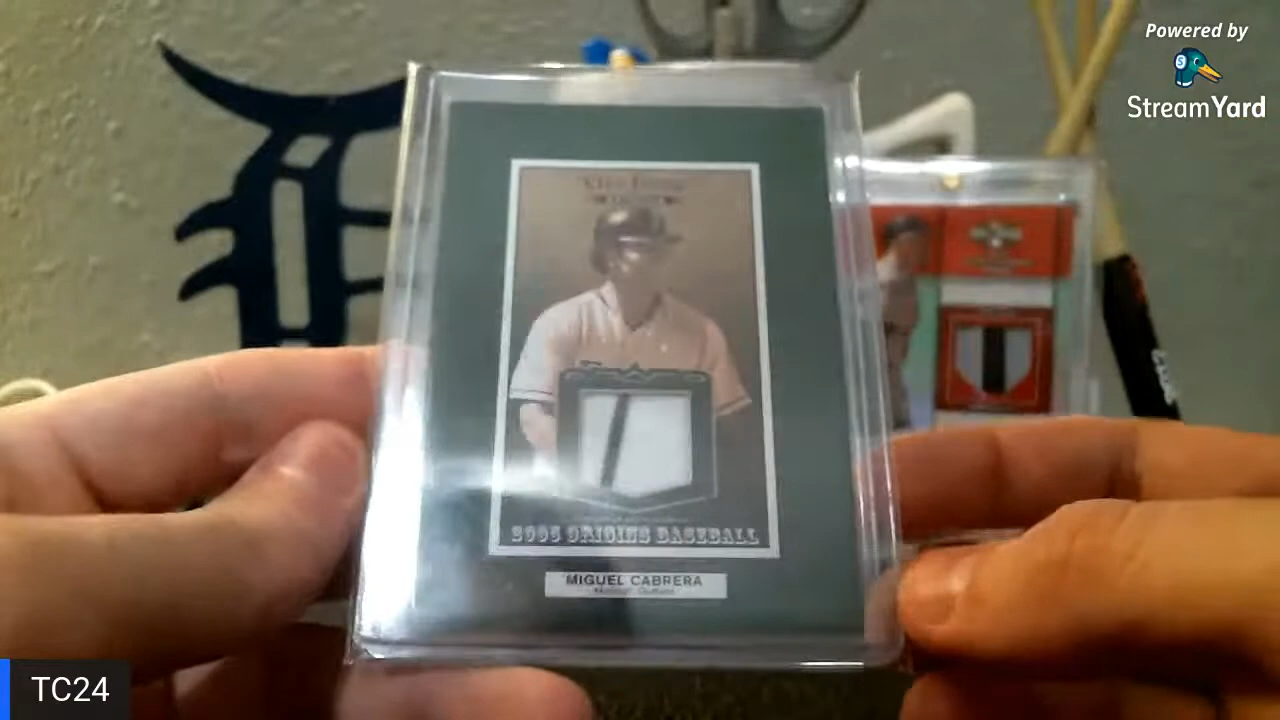 Powered by
StreamYard
2005 ORIGINS BASEBALL
MIGUEL CABRERA
TC24